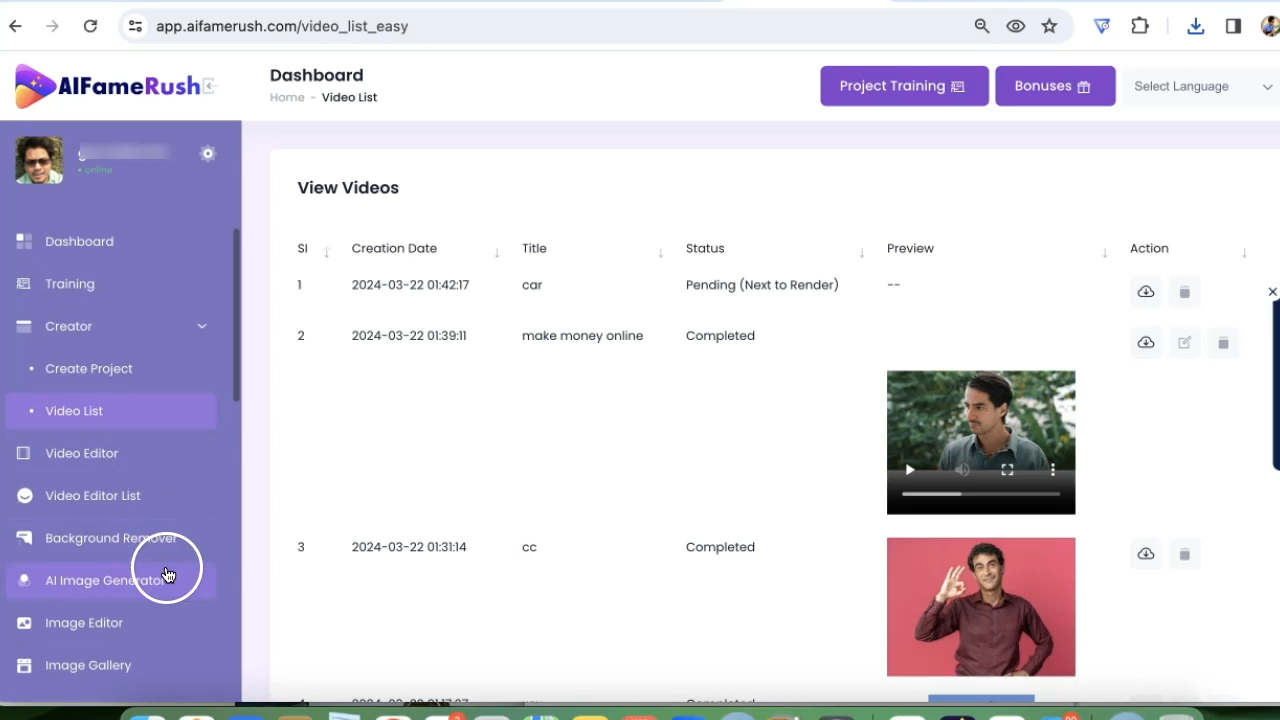 app.aifamerush.com/video_list_easy
AIFameRush
Dashboard
Home - Video List
Project Training
Bonuses
Select Language
• online
Dashboard
Training
Creator
• Create Project
• Video List
Video Editor
Video Editor List
Background Remover
AI Image Generator
Image Editor
Image Gallery
View Videos
SI Creation Date Title Status Preview Action
1 2024-03-22 01:42:17 car Pending (Next to Render) --
2 2024-03-22 01:39:11 make money online Completed
3 2024-03-22 01:31:14 cc Completed